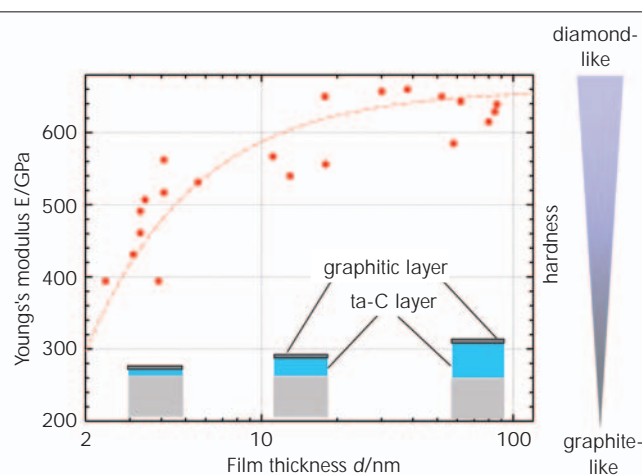 diamond-
like
600
500
400
300
200
Youngs's modulus E/GPa
graphitic layer
ta-C layer
hardness
2
10
100
Film thickness d/nm
graphite-
like